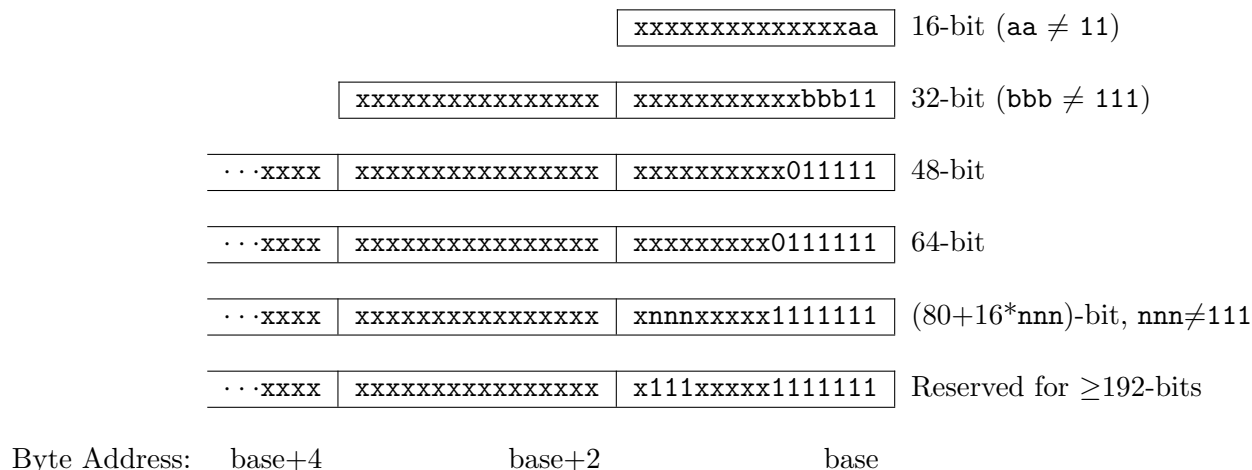 xxxxxxxxxxxxxxaa 16-bit (aa ≠ 11)
xxxxxxxxxxxxxxxx xxxxxxxxxxxbbb11 32-bit (bbb ≠ 111)
···xxxx xxxxxxxxxxxxxxxx xxxxxxxxxx011111 48-bit
···xxxx xxxxxxxxxxxxxxxx xxxxxxxxx0111111 64-bit
···xxxx xxxxxxxxxxxxxxxx xnnnxxxxx1111111 (80+16*nnn)-bit, nnn≠111
···xxxx xxxxxxxxxxxxxxxx x111xxxxx1111111 Reserved for ≥192-bits
Byte Address: base+4 base+2 base